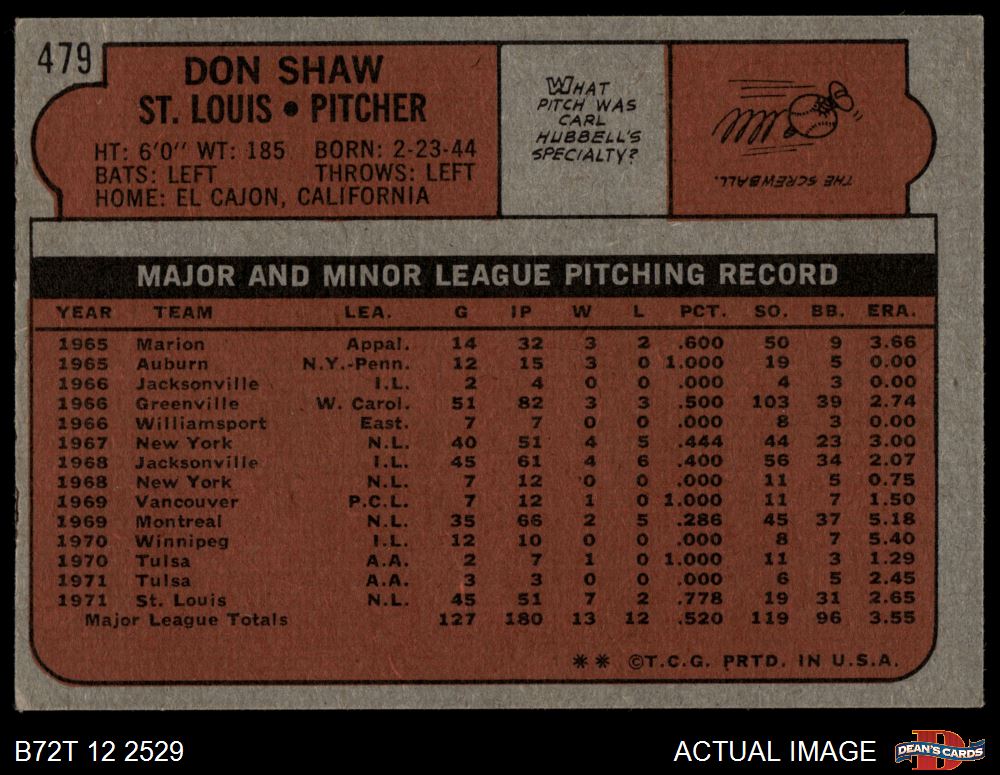 479
DON SHAW
ST. LOUIS • PITCHER
HT: 6'0" WT: 185 BORN: 2-23-44
BATS: LEFT THROWS: LEFT
HOME: EL CAJON, CALIFORNIA
WHAT
PITCH WAS
CARL
HUBBELL'S
SPECIALTY?
THE SCREWBALL.
MAJOR AND MINOR LEAGUE PITCHING RECORD
YEAR TEAM LEA. G IP W L PCT. SO. BB. ERA.
1965 Marion Appal. 14 32 3 2 .600 50 9 3.66
1965 Auburn N.Y.-Penn. 12 15 3 0 1.000 19 5 0.00
1966 Jacksonville I.L. 2 4 0 0 .000 4 3 0.00
1966 Greenville W. Carol. 51 82 3 3 .500 103 39 2.74
1966 Williamsport East. 7 7 0 0 .000 8 3 0.00
1967 New York N.L. 40 51 4 5 .444 44 23 3.00
1968 Jacksonville I.L. 45 61 4 6 .400 56 34 2.07
1968 New York N.L. 7 12 0 0 .000 11 5 0.75
1969 Vancouver P.C.L. 7 12 1 0 1.000 11 7 1.50
1969 Montreal N.L. 35 66 2 5 .286 45 37 5.18
1970 Winnipeg I.L. 12 10 0 0 .000 8 7 5.40
1970 Tulsa A.A. 2 7 1 0 1.000 11 3 1.29
1971 Tulsa A.A. 3 3 0 0 .000 6 5 2.45
1971 St. Louis N.L. 45 51 7 2 .778 19 31 2.65
Major League Totals 127 180 13 12 .520 119 96 3.55
** ©T.C.G. PRTD. IN U.S.A.
B72T 12 2529
ACTUAL IMAGE
DEAN'S CARDS